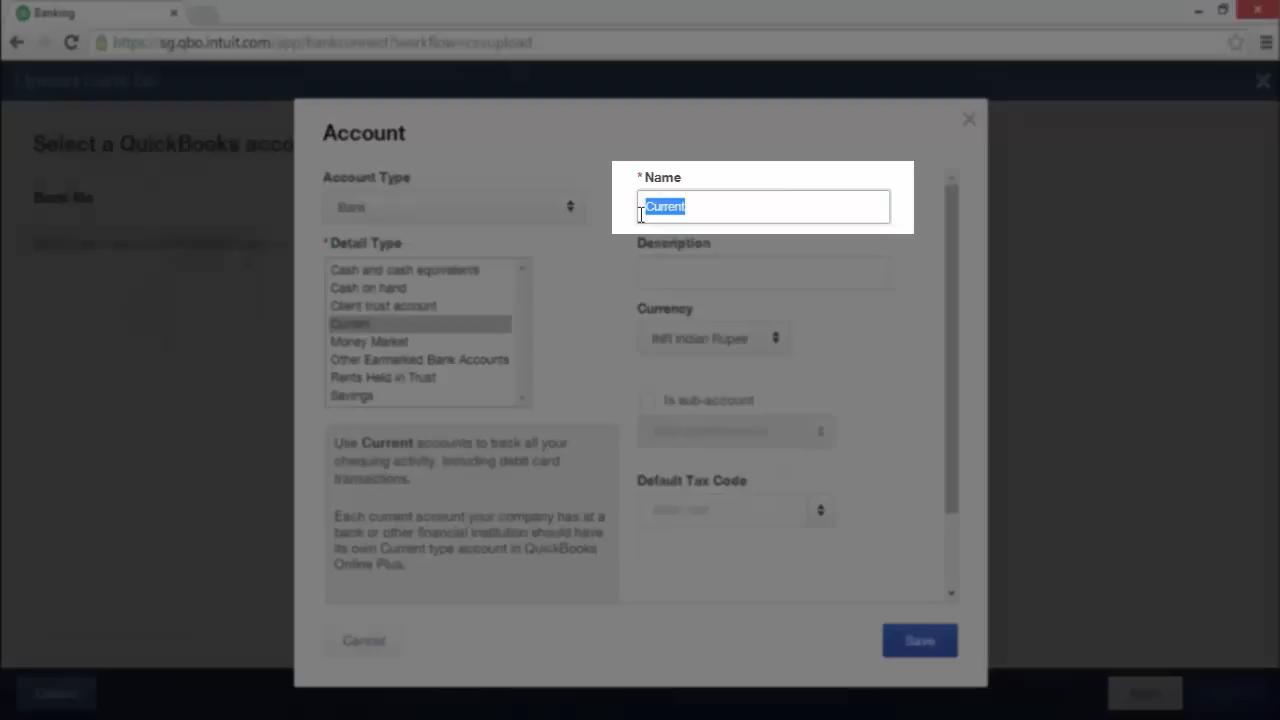 Banking
https://sg.qbo.intuit.com/app/bankconnect?workflow=csvupload
Select a QuickBooks acco
Bank file
Account
Account Type
Bank
* Detail Type
Cash and cash equivalents
Cash on hand
Client trust account
Current
Money Market
Other Earmarked Bank Accounts
Rents Held in Trust
Savings
Use Current accounts to track all your
chequing activity, including debit card
transactions.
Each current account your company has at a
bank or other financial institution should have
its own Current type account in QuickBooks
Online Plus.
* Name
Current
Description
Currency
INR Indian Rupee
Is sub-account
Default Tax Code
Cancel
Save